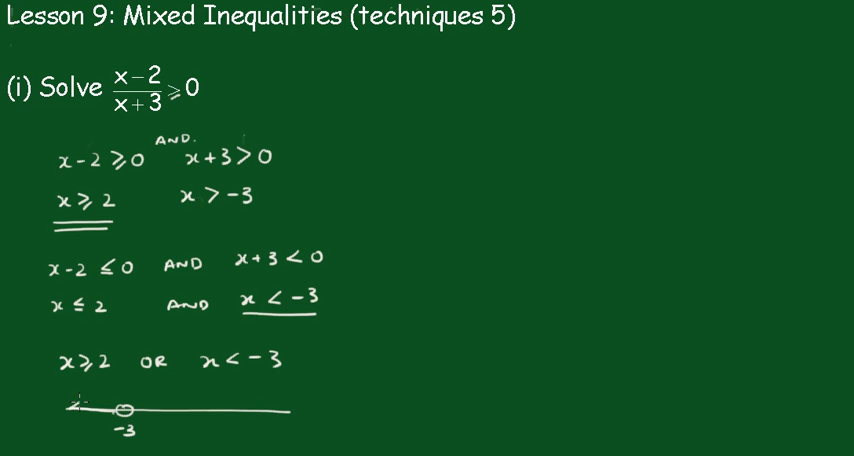 Lesson 9: Mixed Inequalities (techniques 5)
(i) Solve (x-2)/(x+3) ⩾ 0
x-2 ⩾ 0 AND. x+3 > 0
x ⩾ 2 x > -3
x-2 ≤ 0 AND x+3 < 0
x ≤ 2 AND x < -3
x ⩾ 2 OR x < -3
-3